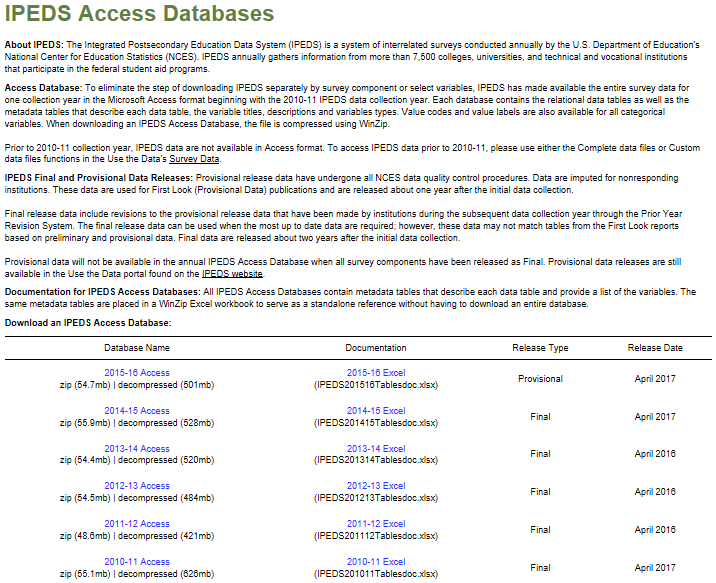 IPEDS Access Databases
About IPEDS: The Integrated Postsecondary Education Data System (IPEDS) is a system of interrelated surveys conducted annually by the U.S. Department of Education's
National Center for Education Statistics (NCES). IPEDS annually gathers information from more than 7,500 colleges, universities, and technical and vocational institutions
that participate in the federal student aid programs.
Access Database: To eliminate the step of downloading IPEDS separately by survey component or select variables, IPEDS has made available the entire survey data for
one collection year in the Microsoft Access format beginning with the 2010-11 IPEDS data collection year. Each database contains the relational data tables as well as the
metadata tables that describe each data table, the variable titles, descriptions and variables types. Value codes and value labels are also available for all categorical
variables. When downloading an IPEDS Access Database, the file is compressed using WinZip.
Prior to 2010-11 collection year, IPEDS data are not available in Access format. To access IPEDS data prior to 2010-11, please use either the Complete data files or Custom
data files functions in the Use the Data's Survey Data.
IPEDS Final and Provisional Data Releases: Provisional release data have undergone all NCES data quality control procedures. Data are imputed for nonresponding
institutions. These data are used for First Look (Provisional Data) publications and are released about one year after the initial data collection.
Final release data include revisions to the provisional release data that have been made by institutions during the subsequent data collection year through the Prior Year
Revision System. The final release data can be used when the most up to date data are required; however, these data may not match tables from the First Look reports
based on preliminary and provisional data. Final data are released about two years after the initial data collection.
Provisional data will not be available in the annual IPEDS Access Database when all survey components have been released as Final. Provisional data releases are still
available in the Use the Data portal found on the IPEDS website.
Documentation for IPEDS Access Databases: All IPEDS Access Databases contain metadata tables that describe each data table and provide a list of the variables. The
same metadata tables are placed in a WinZip Excel workbook to serve as a standalone reference without having to download an entire database.
Download an IPEDS Access Database:
Database Name Documentation Release Type Release Date
2015-16 Access 2015-16 Excel
zip (54.7mb) | decompressed (501mb) (IPEDS201516Tablesdoc.xlsx) Provisional April 2017
2014-15 Access 2014-15 Excel
zip (55.9mb) | decompressed (528mb) (IPEDS201415Tablesdoc.xlsx) Final April 2017
2013-14 Access 2013-14 Excel
zip (54.4mb) | decompressed (520mb) (IPEDS201314Tablesdoc.xlsx) Final April 2016
2012-13 Access 2012-13 Excel
zip (54.5mb) | decompressed (484mb) (IPEDS201213Tablesdoc.xlsx) Final April 2016
2011-12 Access 2011-12 Excel
zip (48.6mb) | decompressed (421mb) (IPEDS201112Tablesdoc.xlsx) Final April 2016
2010-11 Access 2010-11 Excel
zip (55.1mb) | decompressed (626mb) (IPEDS201011Tablesdoc.xlsx) Final April 2017